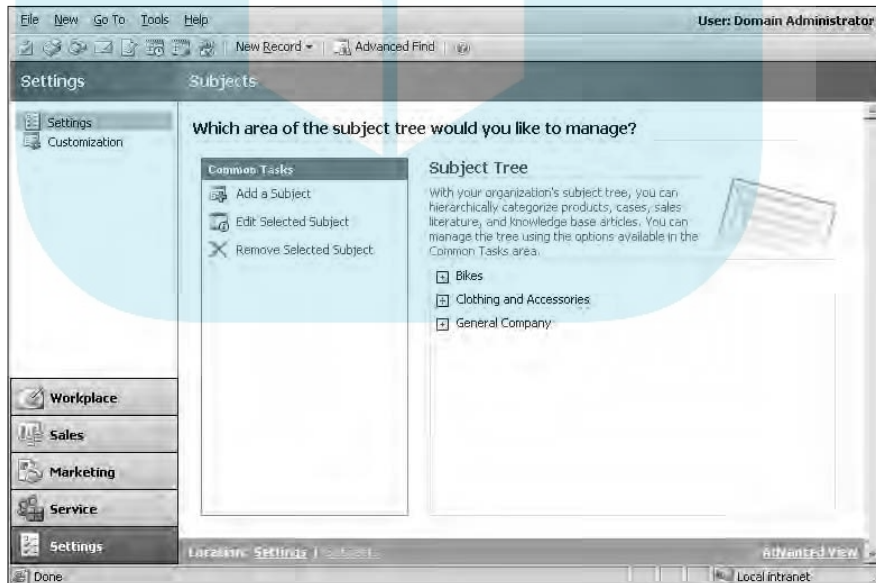 File New Go To Tools Help
User: Domain Administrator
New Record Advanced Find
Settings
Subjects
Settings
Customization
Which area of the subject tree would you like to manage?
Common Tasks
Add a Subject
Edit Selected Subject
Remove Selected Subject
Subject Tree
With your organization's subject tree, you can
hierarchically categorize products, cases, sales
literature, and knowledge base articles. You can
manage the tree using the options available in the
Common Tasks area.
Bikes
Clothing and Accessories
General Company
Workplace
Sales
Marketing
Service
Settings
Location: Settings | Subjects
Advanced View
Done
Local intranet